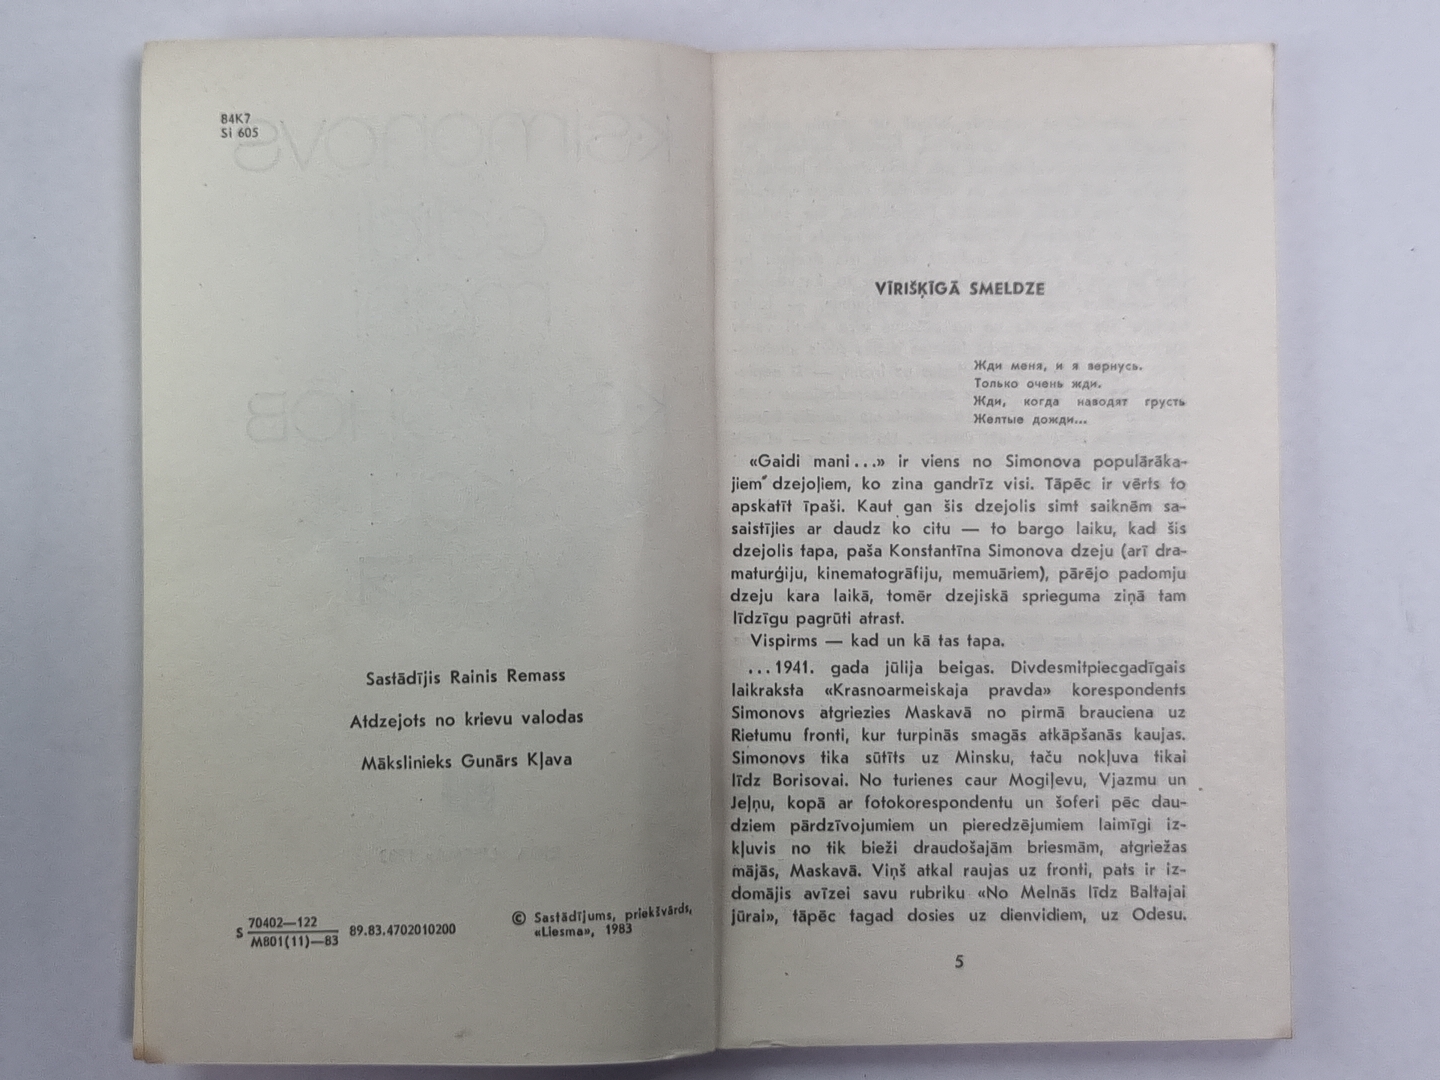 84K7
Si 605
Sastādījis Rainis Remass
Atdzejots no krievu valodas
Mākslinieks Gunārs Kļava
S 70402—122
M801(11)—83
89.83.4702010200
© Sastādījums, priekšvārds,
«Liesma», 1983
VĪRIŠĶĪGĀ SMELDZE
Жди меня, и я вернусь.
Только очень жди.
Жди, когда наводят грусть
Желтые дожди...
«Gaidi mani...» ir viens no Simonova populārāka-
jiem dzejoļiem, ko zina gandrīz visi. Tāpēc ir vērts to
apskatīt īpaši. Kaut gan šis dzejolis simt saiknēm sa-
saistījies ar daudz ko citu — to bargo laiku, kad šis
dzejolis tapa, paša Konstantīna Simonova dzeju (arī dra-
maturģiju, kinematogrāfiju, memuāriem), pārējo padomju
dzeju kara laikā, tomēr dzejiskā sprieguma ziņā tam
līdzīgu pagrūti atrast.
Vispirms — kad un kā tas tapa.
...1941. gada jūlija beigas. Divdesmitpiecgadīgais
laikraksta «Krasnoarmeiskaja pravda» korespondents
Simonovs atgriezies Maskavā no pirmā brauciena uz
Rietumu fronti, kur turpinās smagās atkāpšanās kaujas.
Simonovs tika sūtīts uz Minsku, taču nokļuva tikai
līdz Borisovai. No turienes caur Mogiļevu, Vjazmu un
Jeļņu, kopā ar fotokorespondentu un šoferi pēc dau-
dziem pārdzīvojumiem un pieredzējumiem laimīgi iz-
kļuvis no tik bieži draudošajām briesmām, atgriežas
mājās, Maskavā. Viņš atkal raujas uz fronti, pats ir iz-
domājis avīzei savu rubriku «No Melnās līdz Baltajai
jūrai», tāpēc tagad dosies uz dienvidiem, uz Odesu.
5